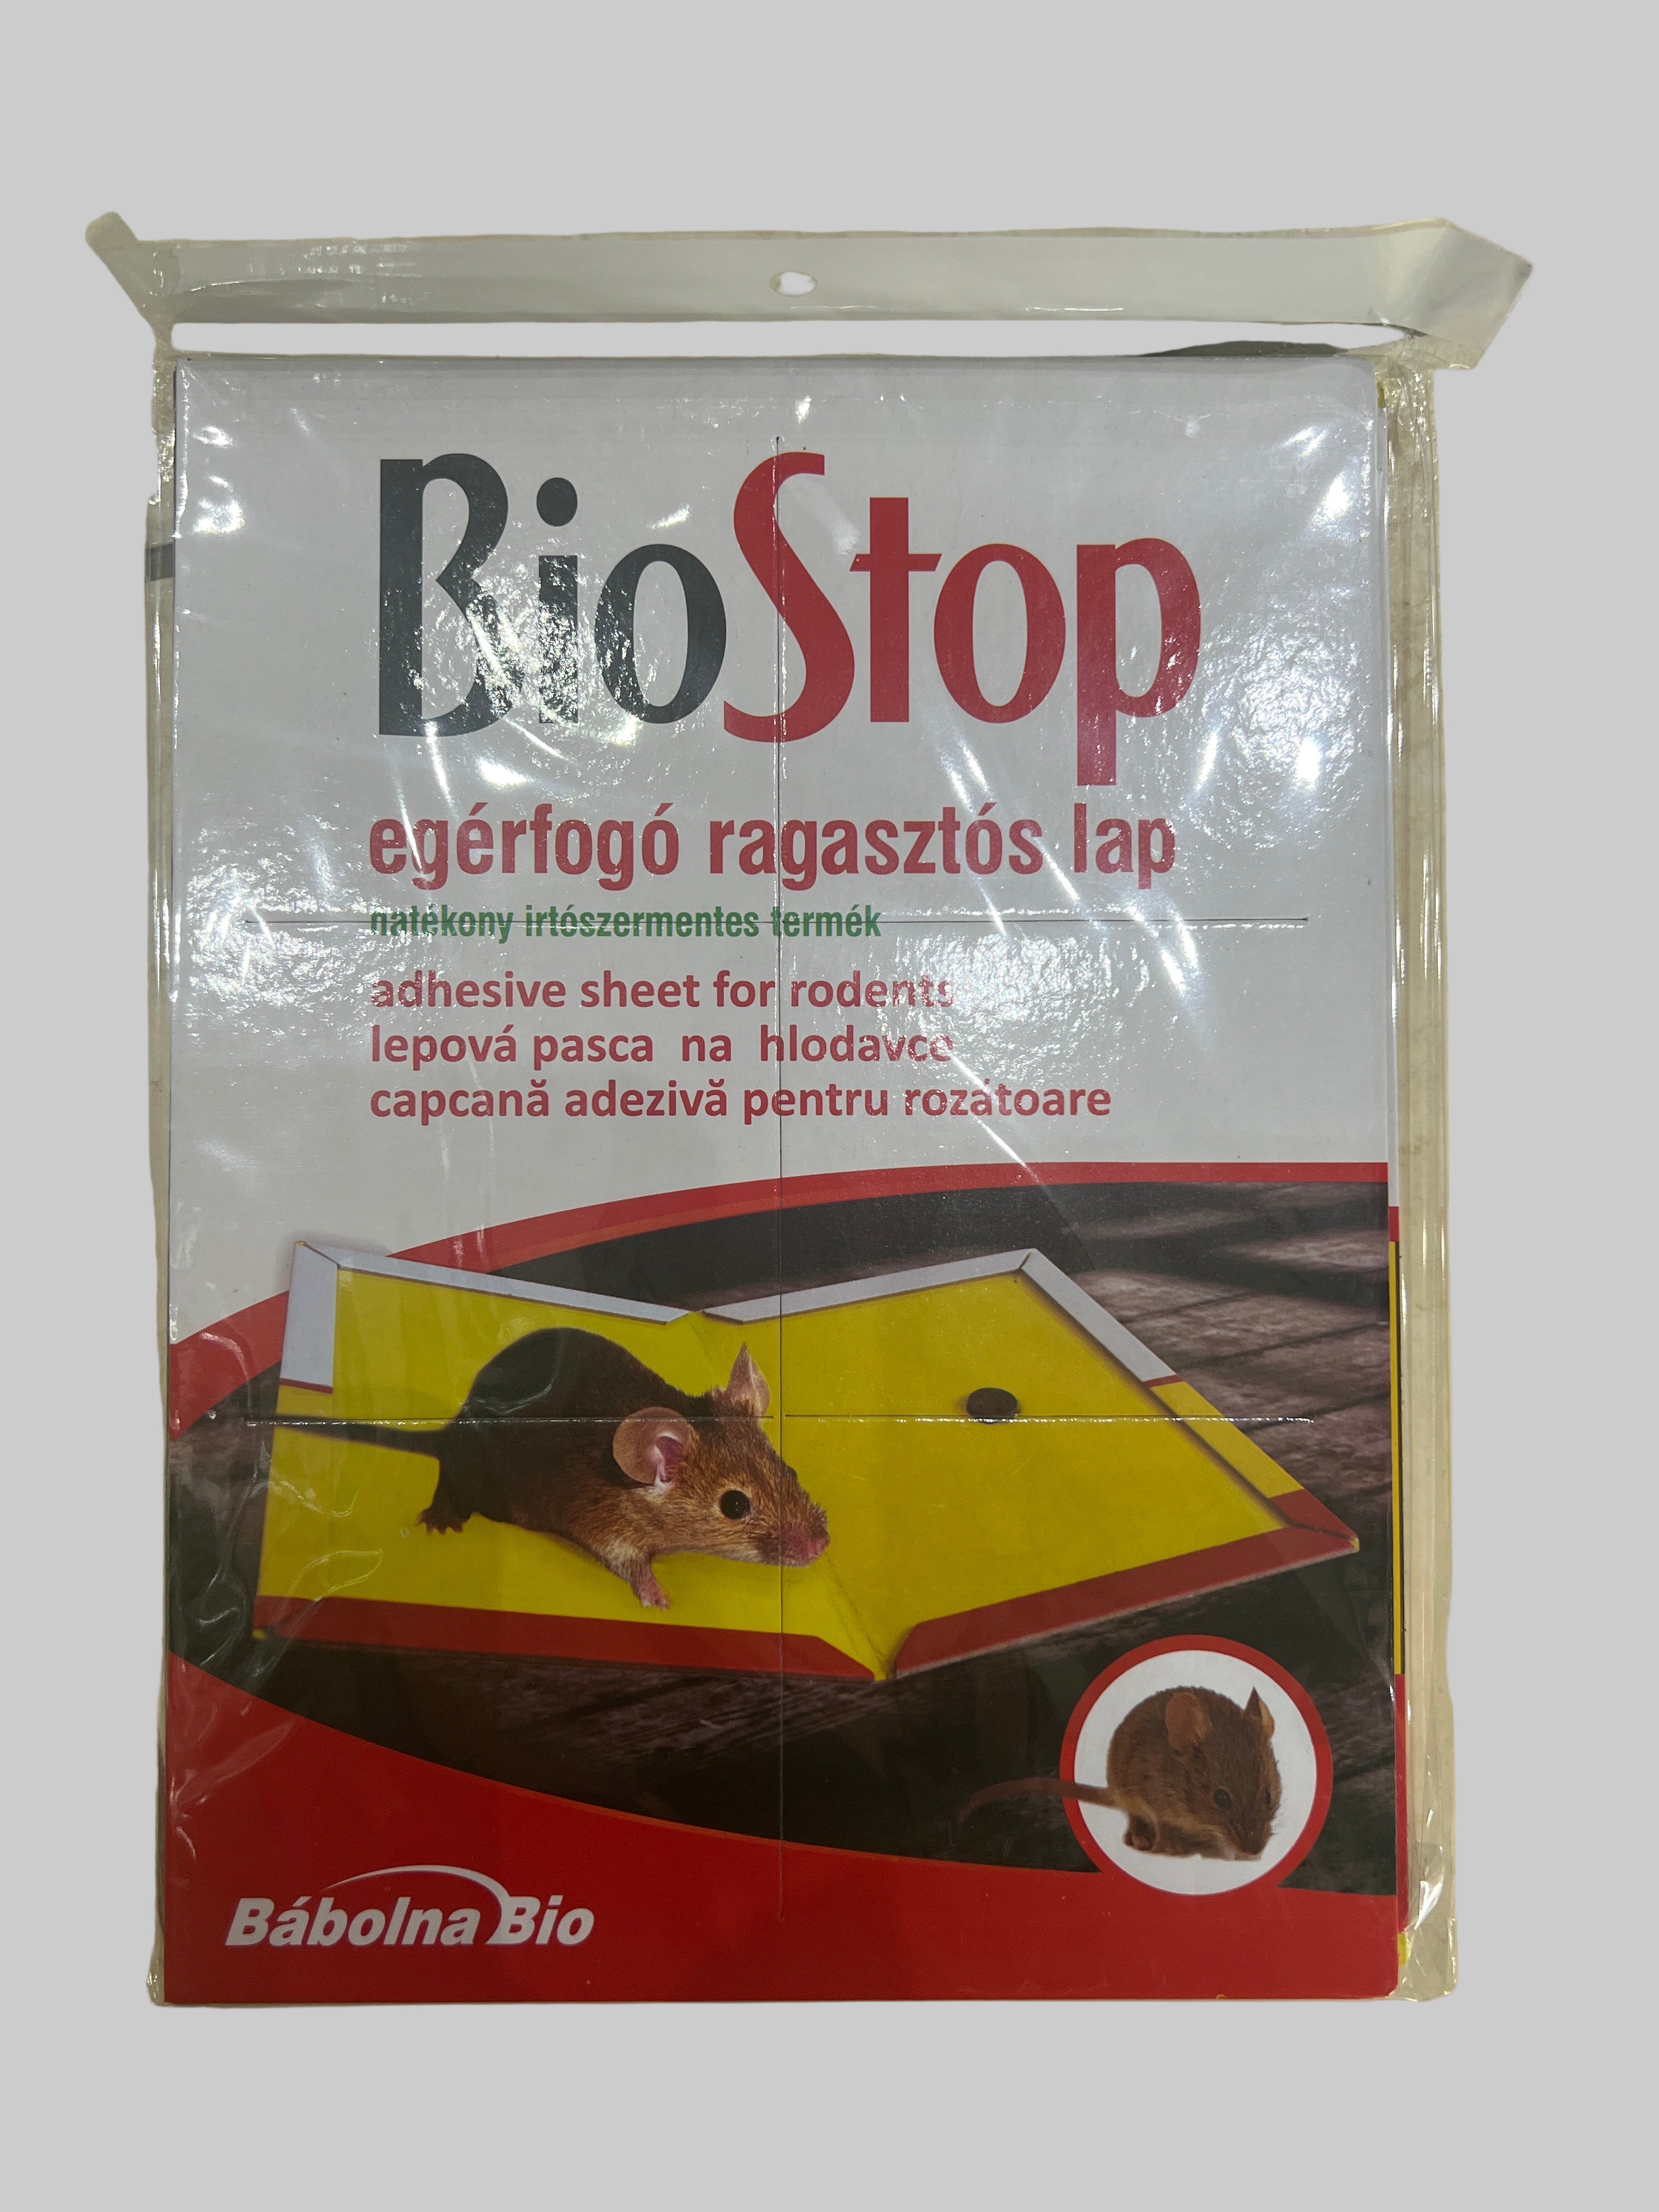 BioStop
egérfogó ragasztós lap
hatékony irtószermentes termék
adhesive sheet for rodents
lepová pasca na hlodavce
capcană adezivă pentru rozátoare
Bábolna Bio